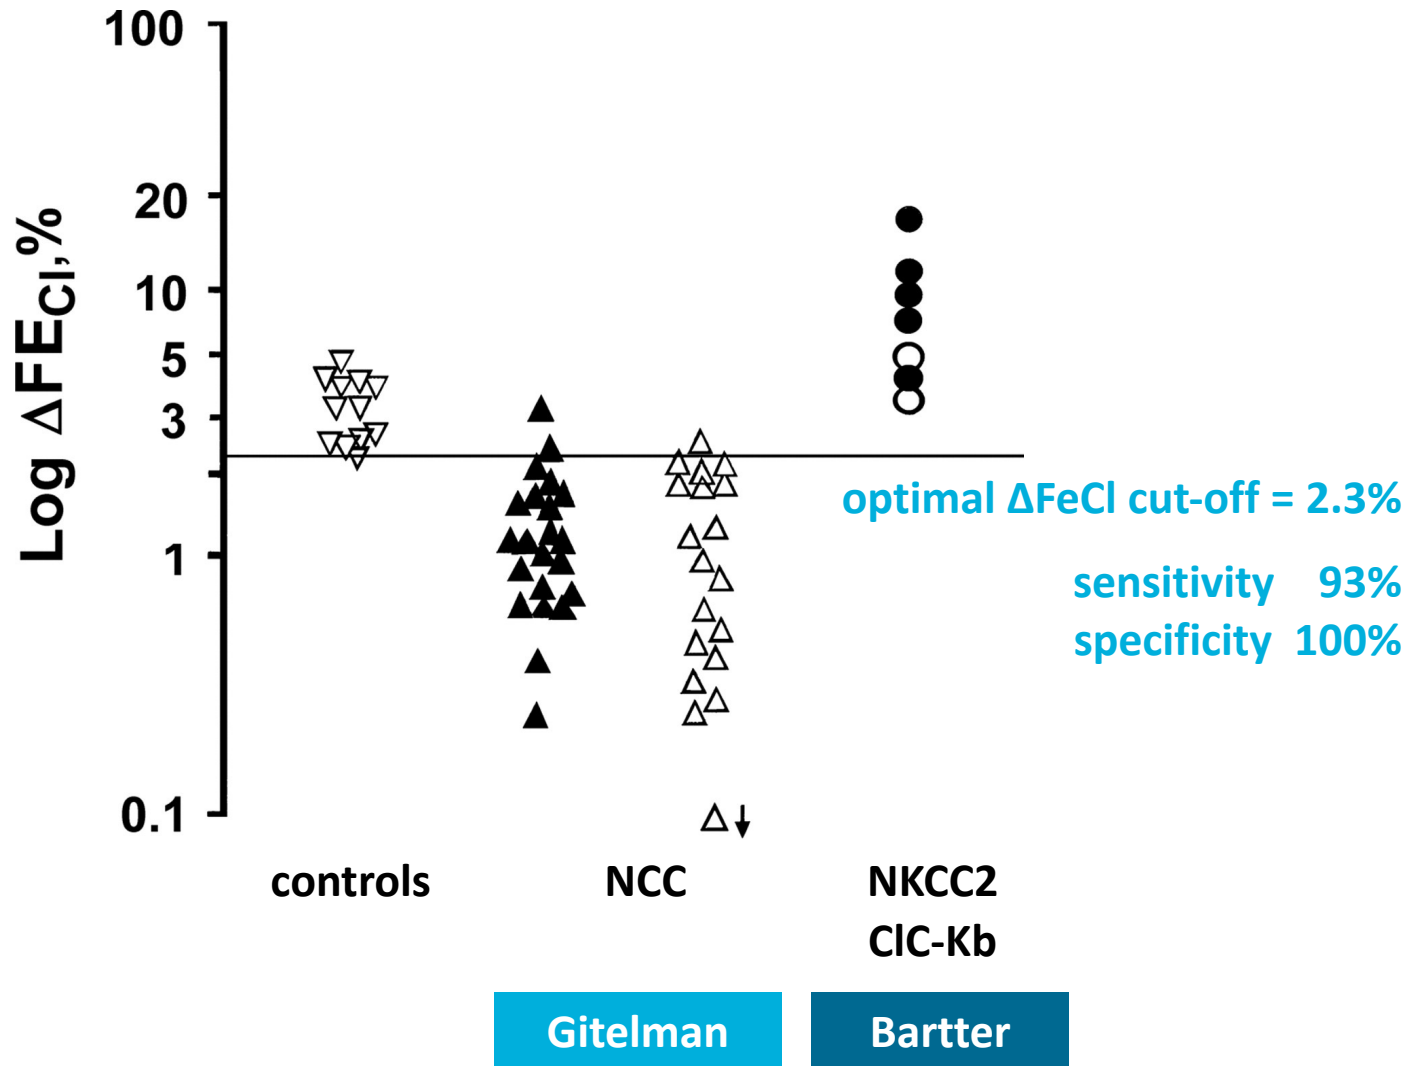 100
20
10
5
3
1
0.1
Log ΔFECl,%
optimal ΔFeCl cut-off = 2.3%
sensitivity 93%
specificity 100%
controls NCC NKCC2
ClC-Kb
Gitelman Bartter